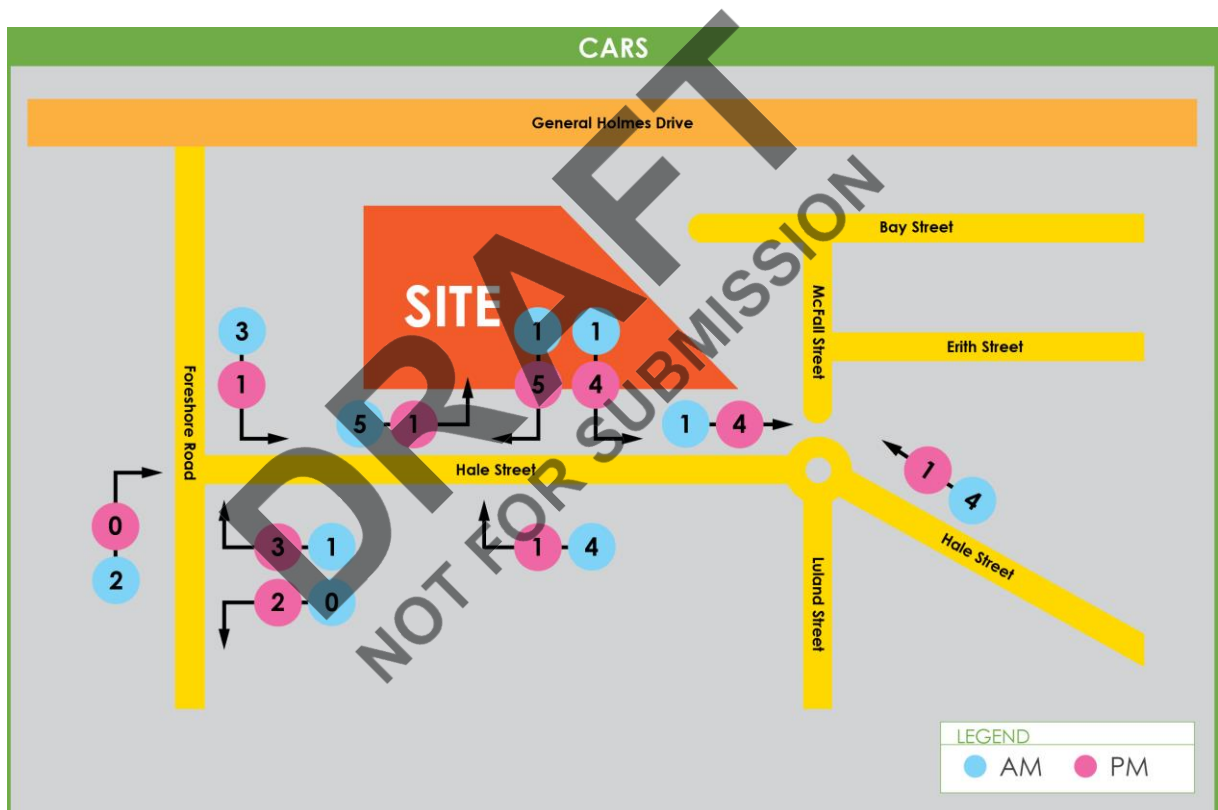 CARS
General Holmes Drive
Bay Street
McFall Street
Erith Street
SITE
3
1
1
1
5
4
5
1
1
4
Foreshore Road
Hale Street
1
4
0
2
3
1
2
0
1
4
Hale Street
Luland Street
LEGEND
AM
PM
DRAFT
NOT FOR SUBMISSION